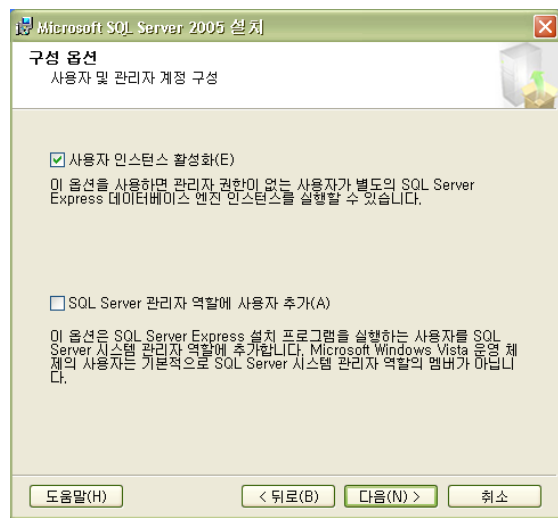 Microsoft SQL Server 2005 설치
구성 옵션
사용자 및 관리자 계정 구성
사용자 인스턴스 활성화(E)
이 옵션을 사용하면 관리자 권한이 없는 사용자가 별도의 SQL Server
Express 데이터베이스 엔진 인스턴스를 실행할 수 있습니다.
SQL Server 관리자 역할에 사용자 추가(A)
이 옵션은 SQL Server Express 설치 프로그램을 실행하는 사용자를 SQL
Server 시스템 관리자 역할에 추가합니다. Microsoft Windows Vista 운영 체
제의 사용자는 기본적으로 SQL Server 시스템 관리자 역할의 멤버가 아닙니
다.
도움말(H) < 뒤로(B) 다음(N) > 취소